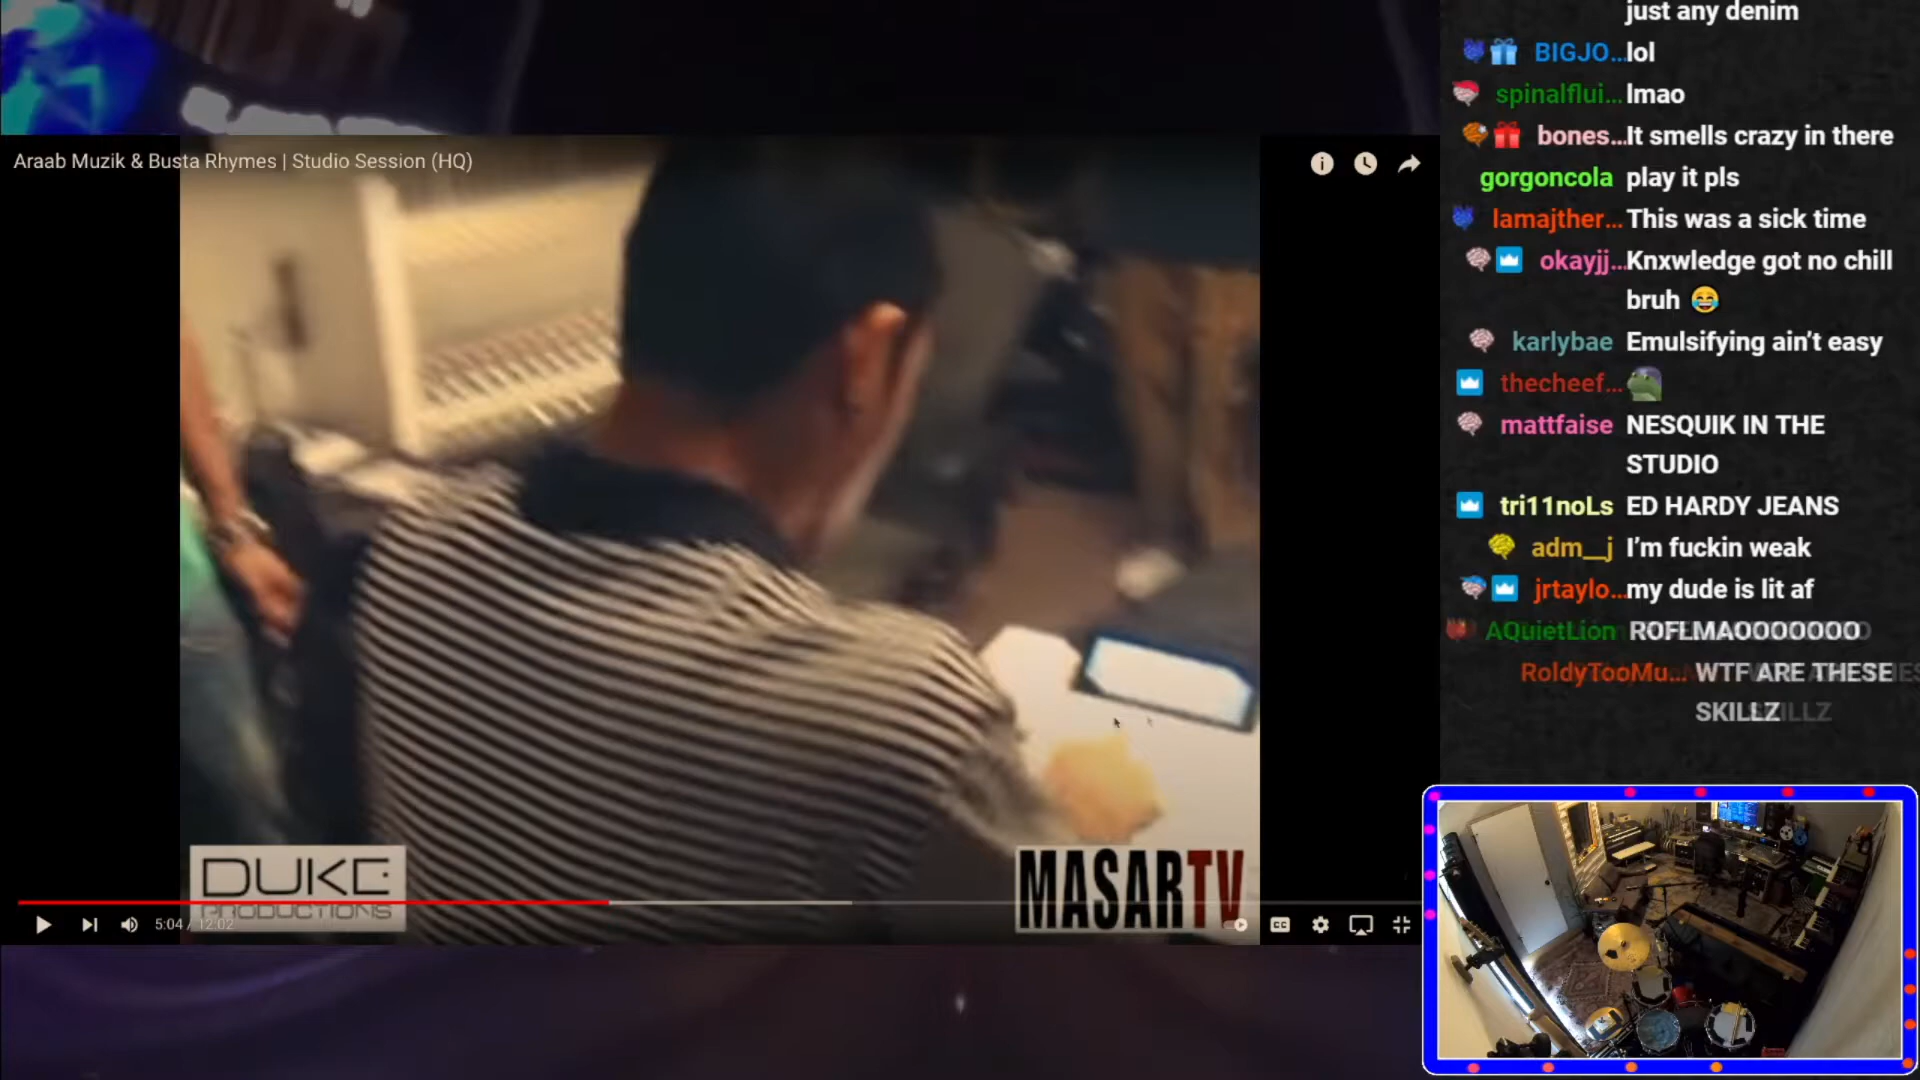 Araab Muzik & Busta Rhymes | Studio Session (HQ)
DUKE
PRODUCTIONS
MASARTV
5:04 / 12:02
CC
just any denim
BIGJO... lol
spinalflui... lmao
bones... It smells crazy in there
gorgoncola play it pls
lamajther... This was a sick time
okayjj... Knxwledge got no chill
bruh 😂
karlybae Emulsifying ain't easy
thecheef...
mattfaise NESQUIK IN THE
STUDIO
tri11noLs ED HARDY JEANS
adm__j I'm fuckin weak
jrtaylo... my dude is lit af
AQuietLion ROFLMAOOOOOOO
RoldyTooMu... WTF ARE THESE
SKILLZ